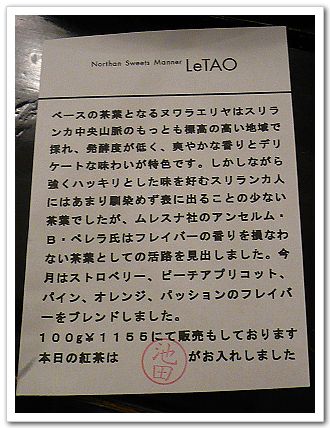 Northan Sweets Manner LeTAO
ベースの茶葉となるヌワラエリヤはスリラ
ンカ中央山脈のもっとも標高の高い地域で
採れ、発酵度が低く、爽やかな香りとデリ
ケートな味わいが特色です。しかしながら
強くハッキリとした味を好むスリランカ人
にはあまり馴染めず表に出ることの少ない
茶葉でしたが、ムレスナ社のアンセルム・
B・ペレラ氏はフレイバーの香りを損なわ
ない茶葉としての活路を見出しました。今
月はストロベリー、ピーチアプリコット、
パイン、オレンジ、パッションのフレイバ
ーをブレンドしました。
100g¥1155にて販売もしております
本日の紅茶は 池田 がお入れしました